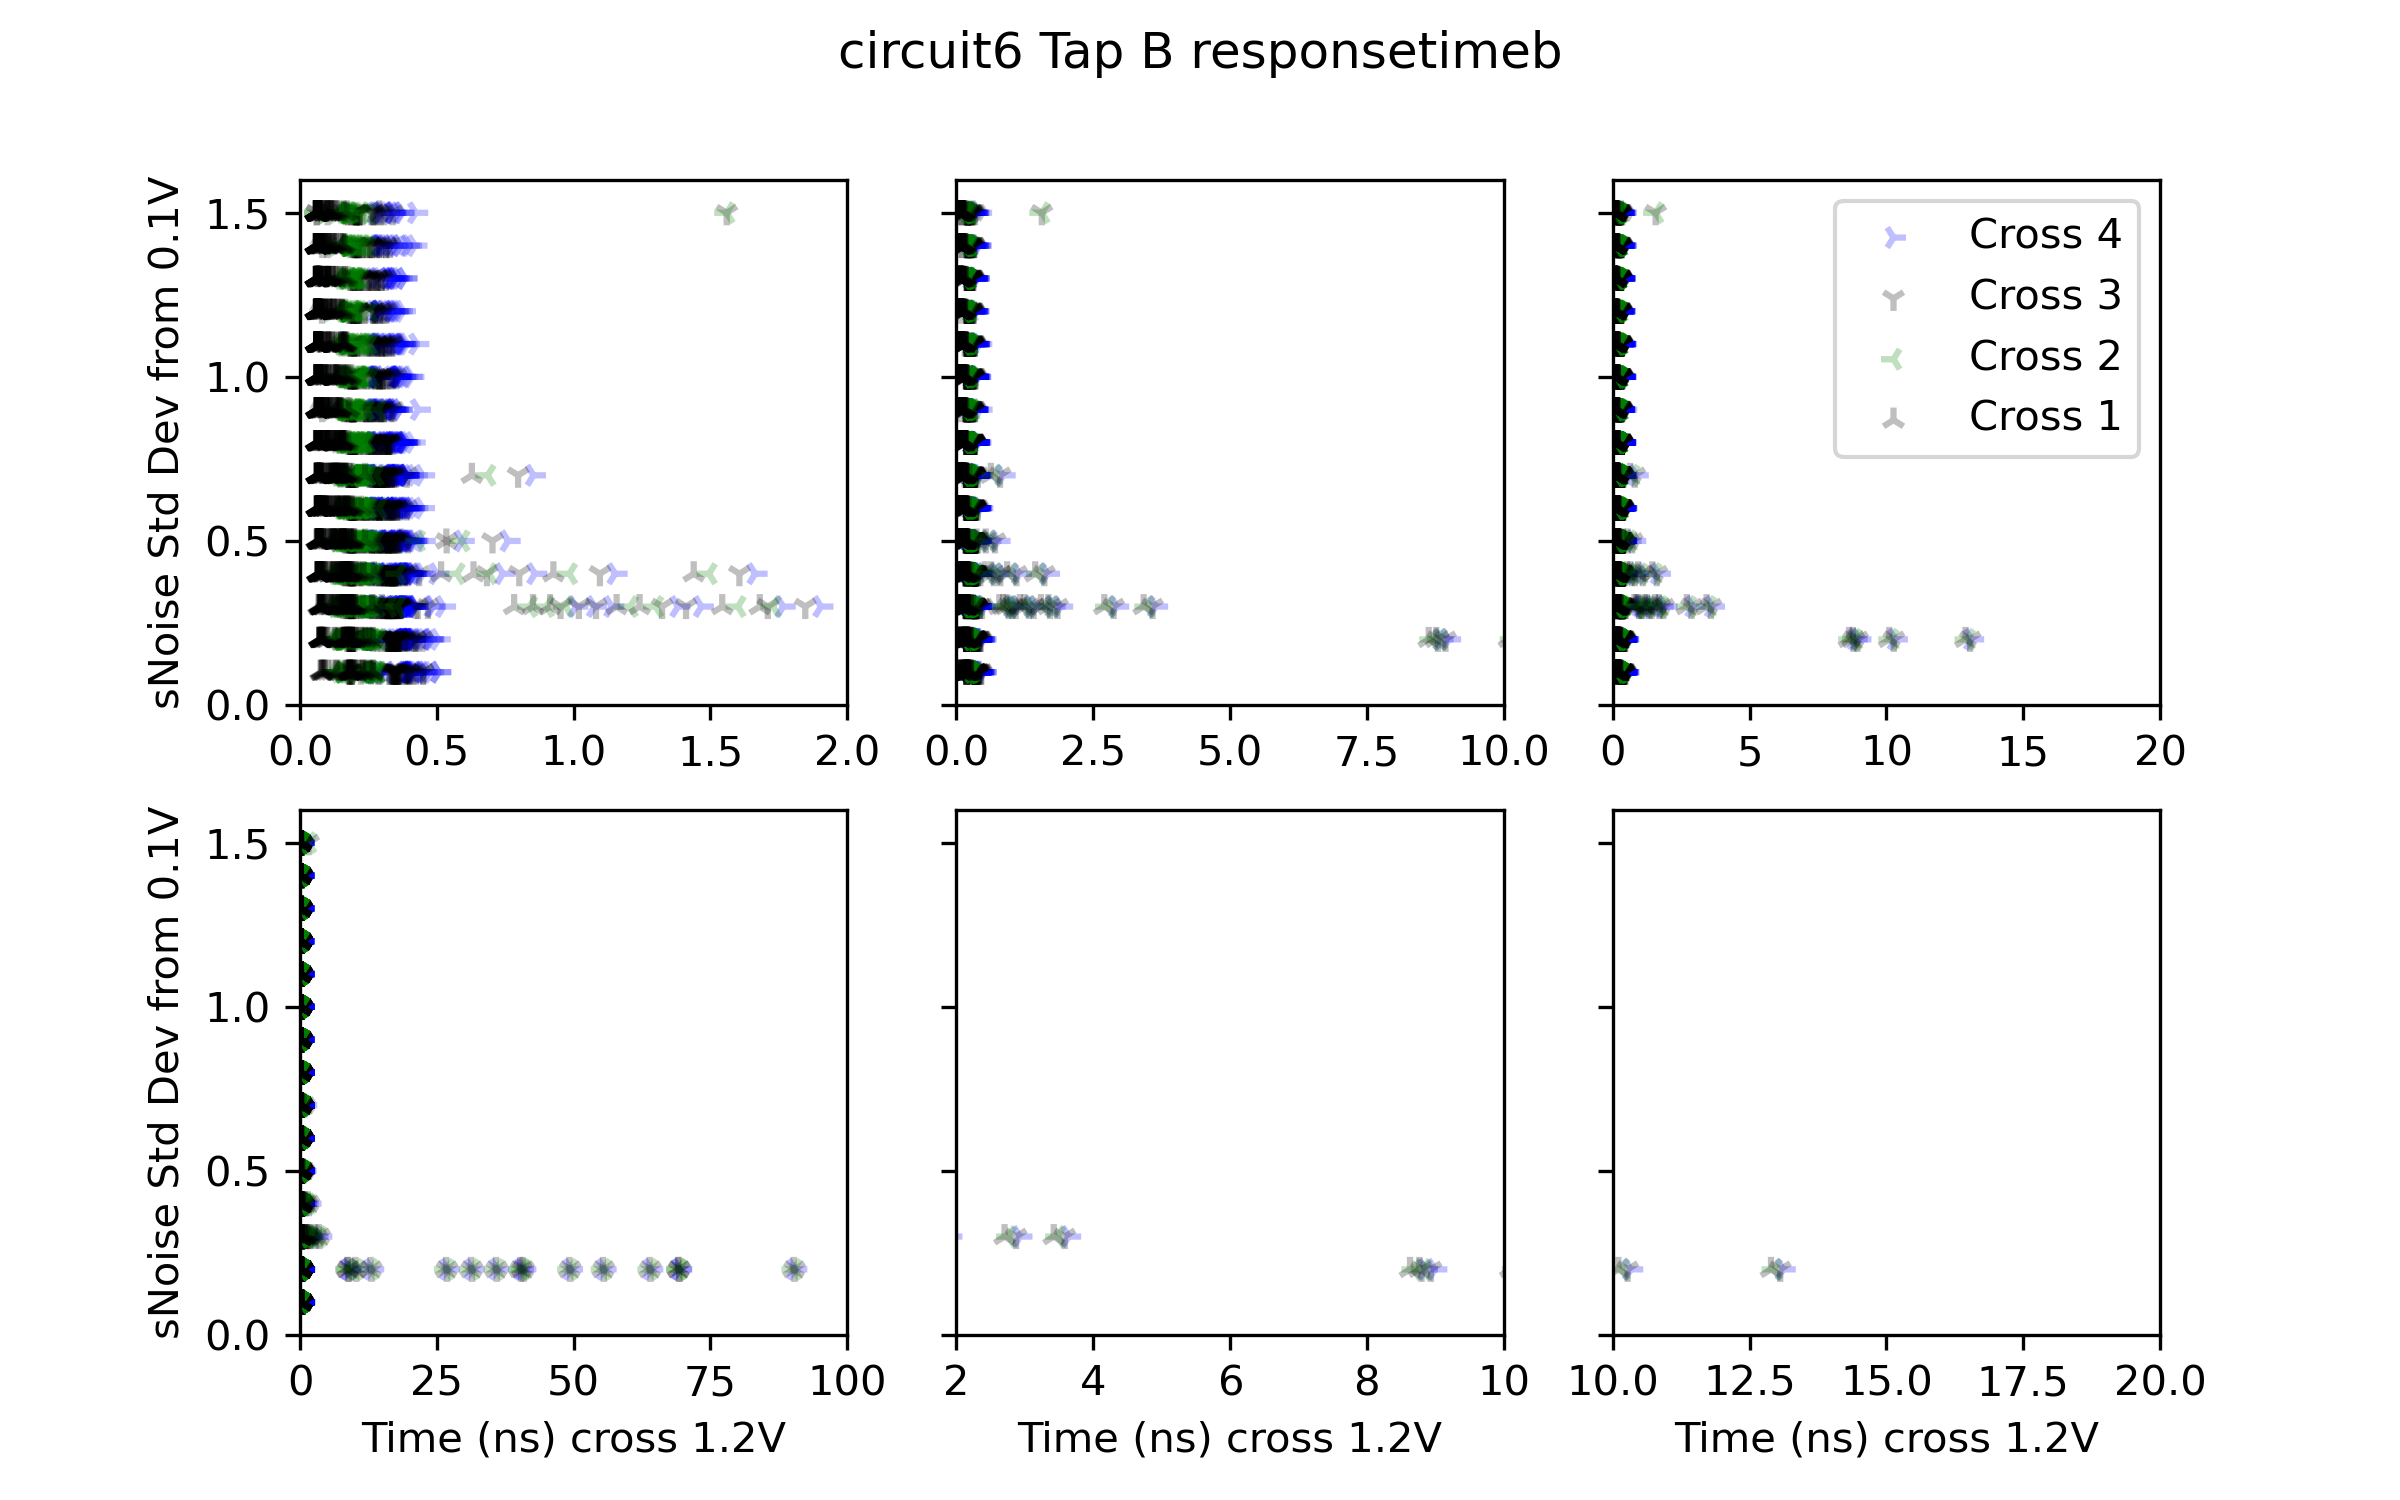 circuit6 Tap B responsetimeb
sNoise Std Dev from 0.1V
1.5
1.0
0.5
0.0
0.0 0.5 1.0 1.5 2.0
0.0 2.5 5.0 7.5 10.0
Cross 4
Cross 3
Cross 2
Cross 1
0 5 10 15 20
sNoise Std Dev from 0.1V
1.5
1.0
0.5
0.0
0 25 50 75 100
Time (ns) cross 1.2V
2 4 6 8 10
Time (ns) cross 1.2V
10.0 12.5 15.0 17.5 20.0
Time (ns) cross 1.2V